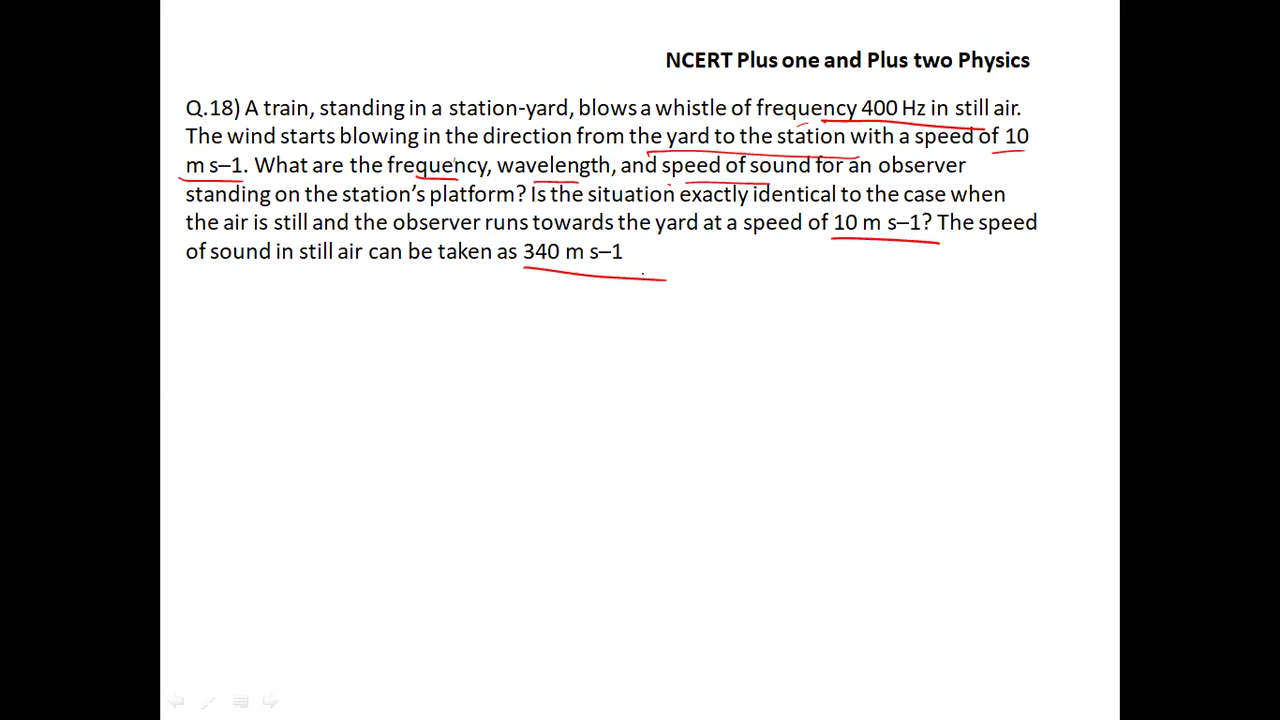 NCERT Plus one and Plus two Physics
Q.18) A train, standing in a station-yard, blows a whistle of frequency 400 Hz in still air.
The wind starts blowing in the direction from the yard to the station with a speed of 10
m s–1. What are the frequency, wavelength, and speed of sound for an observer
standing on the station’s platform? Is the situation exactly identical to the case when
the air is still and the observer runs towards the yard at a speed of 10 m s–1? The speed
of sound in still air can be taken as 340 m s–1